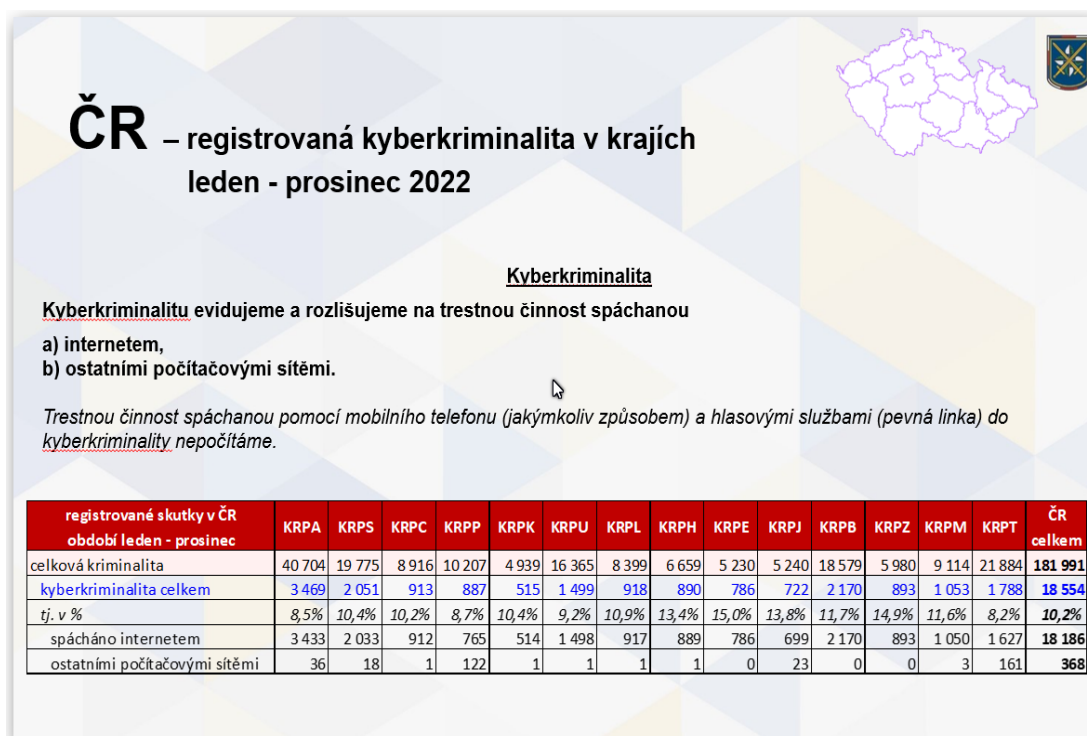 ČR – registrovaná kyberkriminalita v krajích
leden - prosinec 2022
Kyberkriminalita
Kyberkriminalitu evidujeme a rozlišujeme na trestnou činnost spáchanou
a) internetem,
b) ostatními počítačovými sítěmi.
Trestnou činnost spáchanou pomocí mobilního telefonu (jakýmkoliv způsobem) a hlasovými službami (pevná linka) do
kyberkriminality nepočítáme.
registrované skutky v ČR období leden - prosinec KRPA KRPS KRPC KRPP KRPK KRPU KRPL KRPH KRPE KRPJ KRPB KRPZ KRPM KRPT ČR celkem
celková kriminalita 40 704 19 775 8 916 10 207 4 939 16 365 8 399 6 659 5 230 5 240 18 579 5 980 9 114 21 884 181 991
kyberkriminalita celkem 3 469 2 051 913 887 515 1 499 918 890 786 722 2 170 893 1 053 1 788 18 554
tj. v % 8,5% 10,4% 10,2% 8,7% 10,4% 9,2% 10,9% 13,4% 15,0% 13,8% 11,7% 14,9% 11,6% 8,2% 10,2%
spácháno internetem 3 433 2 033 912 765 514 1 498 917 889 786 699 2 170 893 1 050 1 627 18 186
ostatními počítačovými sítěmi 36 18 1 122 1 1 1 1 0 23 0 0 3 161 368